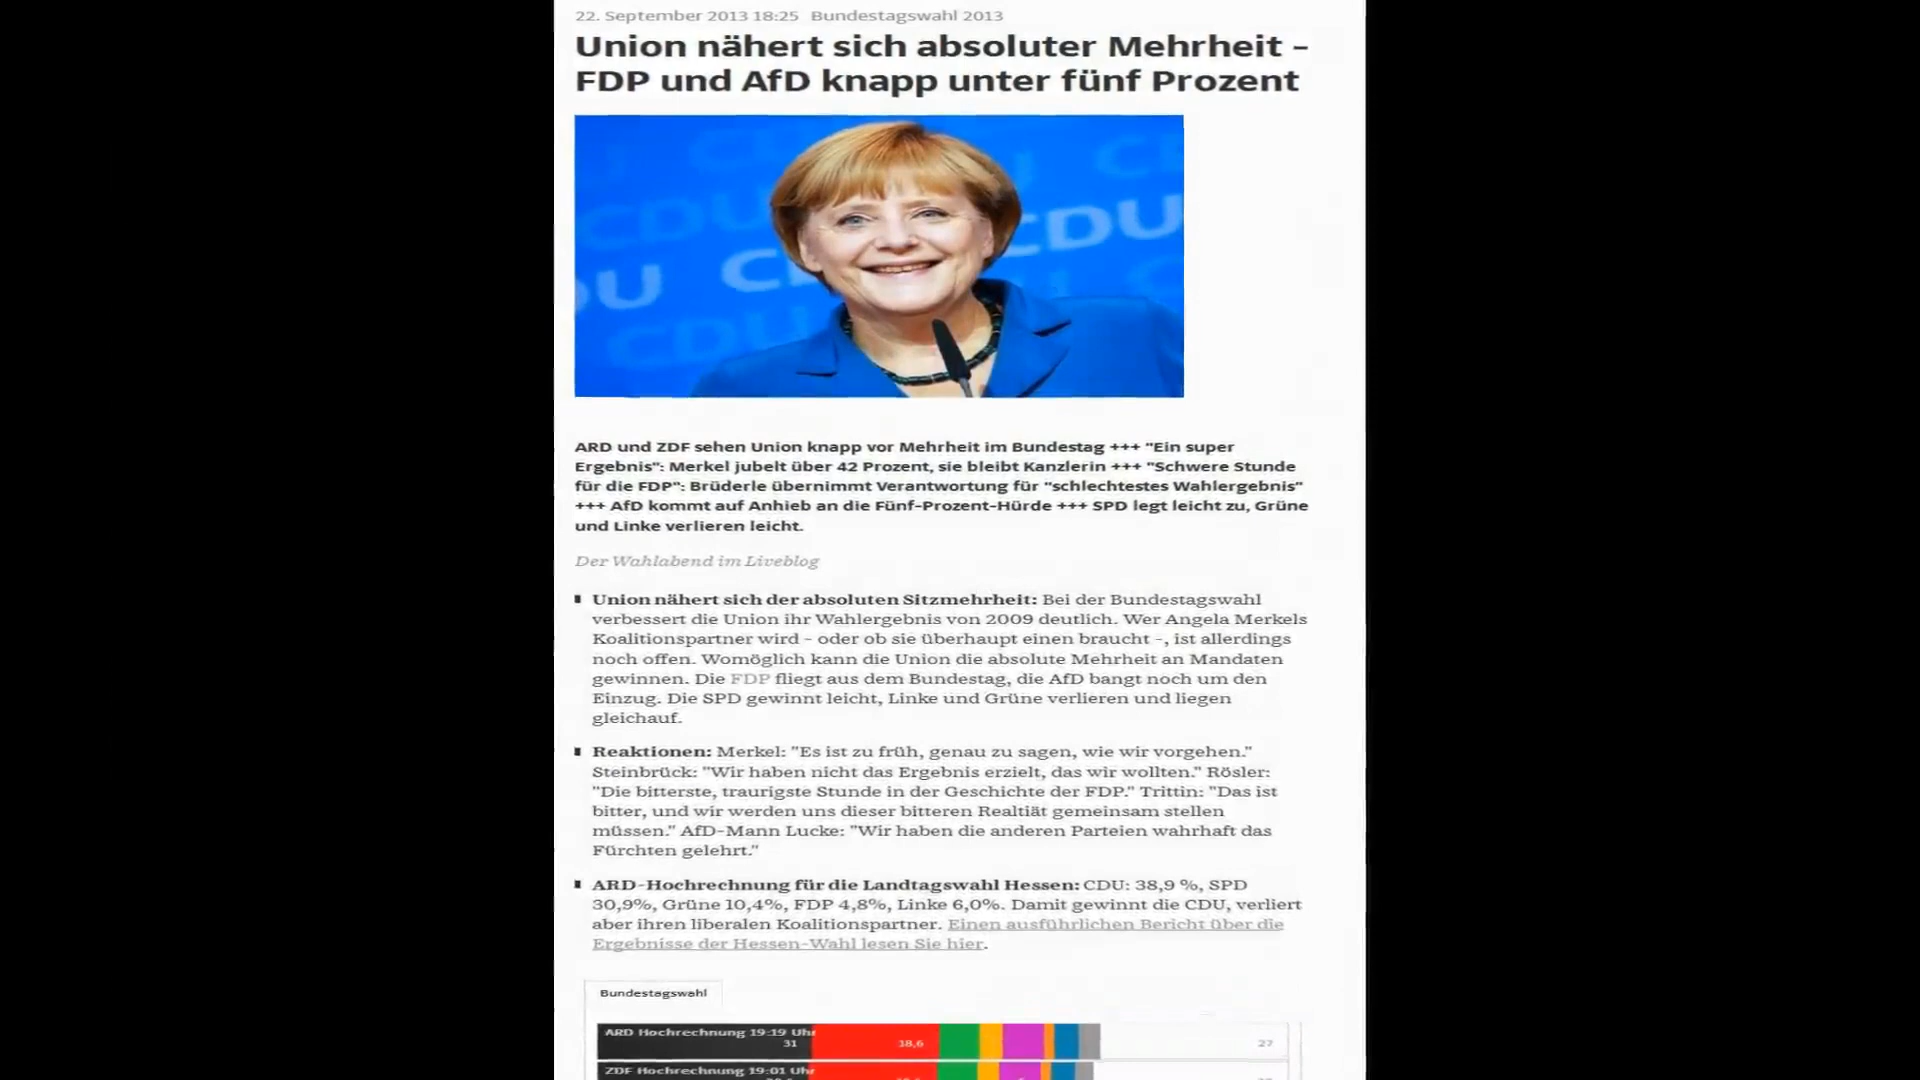 22. September 2013 18:25 Bundestagswahl 2013
Union nähert sich absoluter Mehrheit –
FDP und AfD knapp unter fünf Prozent
CDU
CDU
CDU
ARD und ZDF sehen Union knapp vor Mehrheit im Bundestag +++ "Ein super
Ergebnis": Merkel jubelt über 42 Prozent, sie bleibt Kanzlerin +++ "Schwere Stunde
für die FDP": Brüderle übernimmt Verantwortung für "schlechtestes Wahlergebnis"
+++ AfD kommt auf Anhieb an die Fünf-Prozent-Hürde +++ SPD legt leicht zu, Grüne
und Linke verlieren leicht.
Der Wahlabend im Liveblog
Union nähert sich der absoluten Sitzmehrheit: Bei der Bundestagswahl
verbessert die Union ihr Wahlergebnis von 2009 deutlich. Wer Angela Merkels
Koalitionspartner wird – oder ob sie überhaupt einen braucht –, ist allerdings
noch offen. Womöglich kann die Union die absolute Mehrheit an Mandaten
gewinnen. Die FDP fliegt aus dem Bundestag, die AfD bangt noch um den
Einzug. Die SPD gewinnt leicht, Linke und Grüne verlieren und liegen
gleichauf.
Reaktionen: Merkel: "Es ist zu früh, genau zu sagen, wie wir vorgehen."
Steinbrück: "Wir haben nicht das Ergebnis erzielt, das wir wollten." Rösler:
"Die bitterste, traurigste Stunde in der Geschichte der FDP." Trittin: "Das ist
bitter, und wir werden uns dieser bitteren Realtiät gemeinsam stellen
müssen." AfD-Mann Lucke: "Wir haben die anderen Parteien wahrhaft das
Fürchten gelehrt."
ARD-Hochrechnung für die Landtagswahl Hessen: CDU: 38,9 %, SPD
30,9%, Grüne 10,4%, FDP 4,8%, Linke 6,0%. Damit gewinnt die CDU, verliert
aber ihren liberalen Koalitionspartner. Einen ausführlichen Bericht über die
Ergebnisse der Hessen-Wahl lesen Sie hier.
Bundestagswahl
ARD Hochrechnung 19:19 Uhr
31 18,6 27
ZDF Hochrechnung 19:01 Uhr